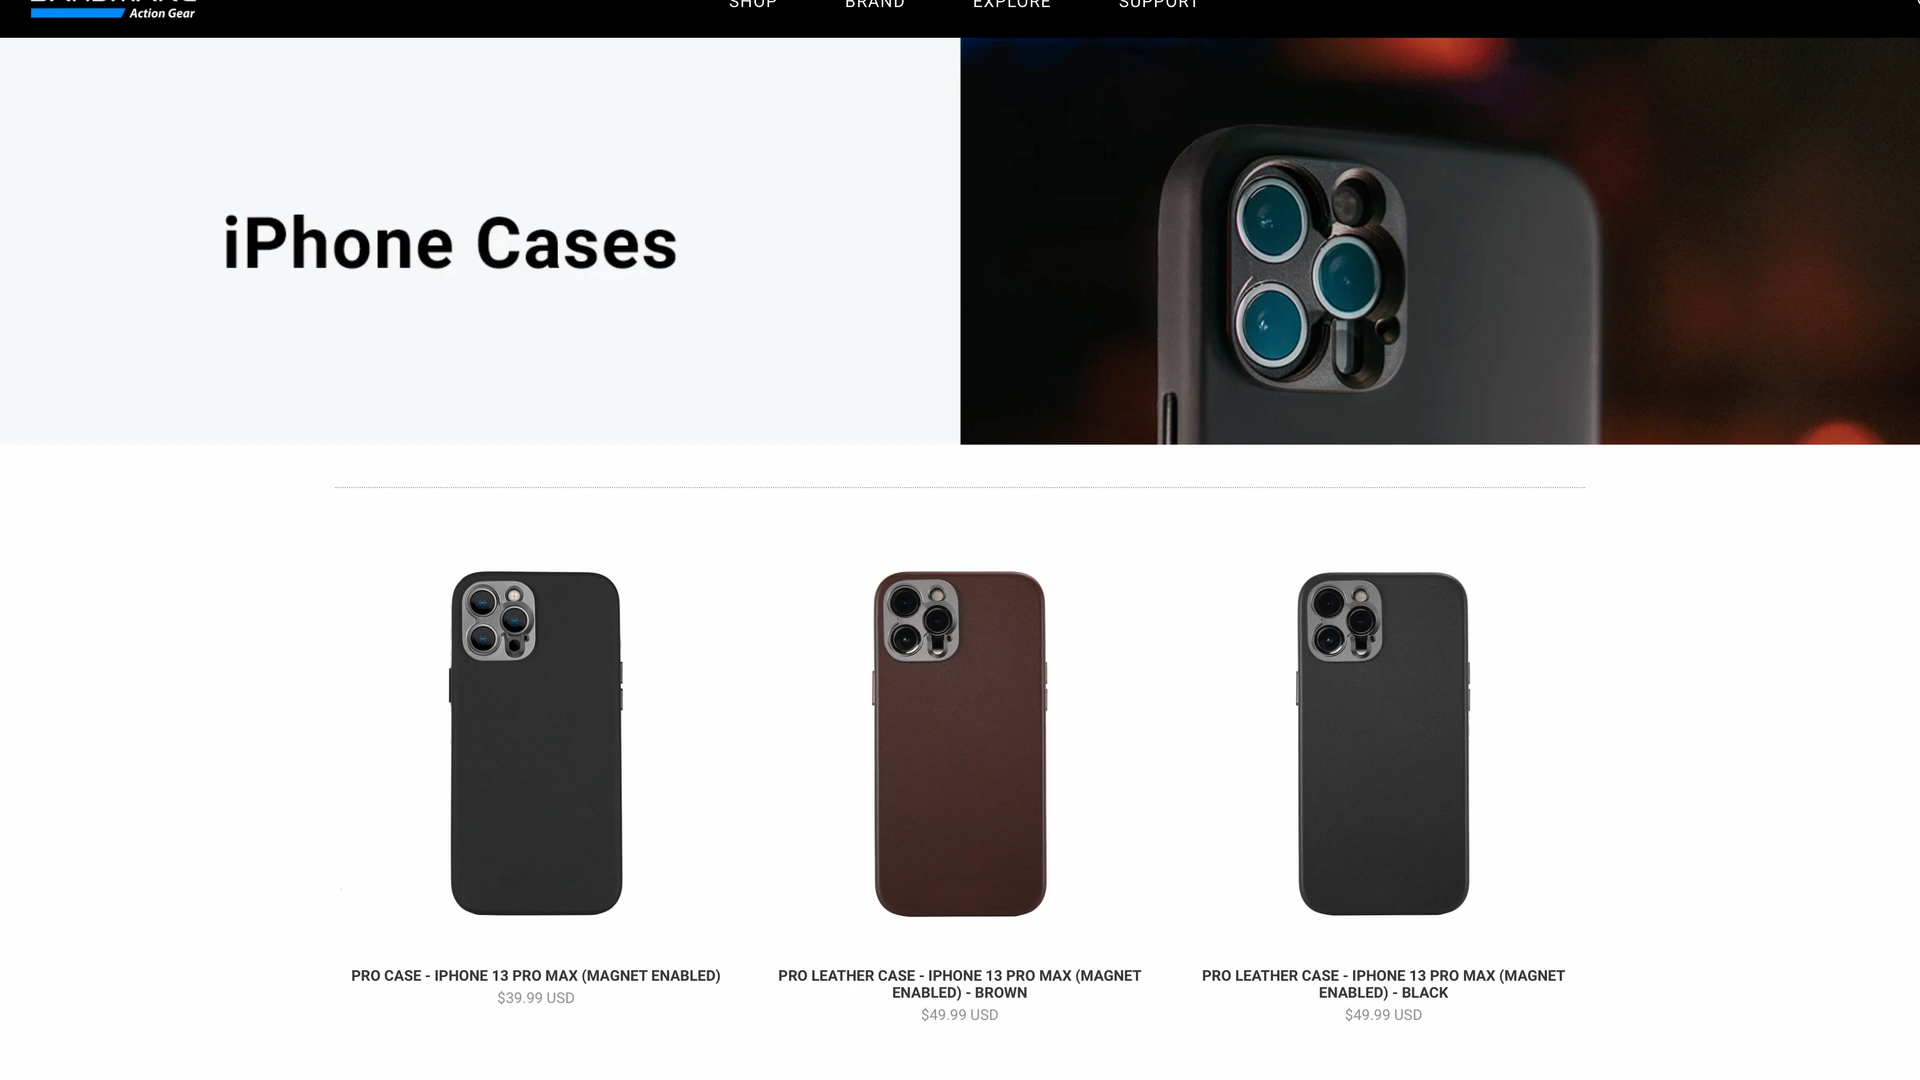 Action Gear
SHOP BRAND EXPLORE SUPPORT
iPhone Cases
PRO CASE - IPHONE 13 PRO MAX (MAGNET ENABLED)
$39.99 USD
PRO LEATHER CASE - IPHONE 13 PRO MAX (MAGNET
ENABLED) - BROWN
$49.99 USD
PRO LEATHER CASE - IPHONE 13 PRO MAX (MAGNET
ENABLED) - BLACK
$49.99 USD